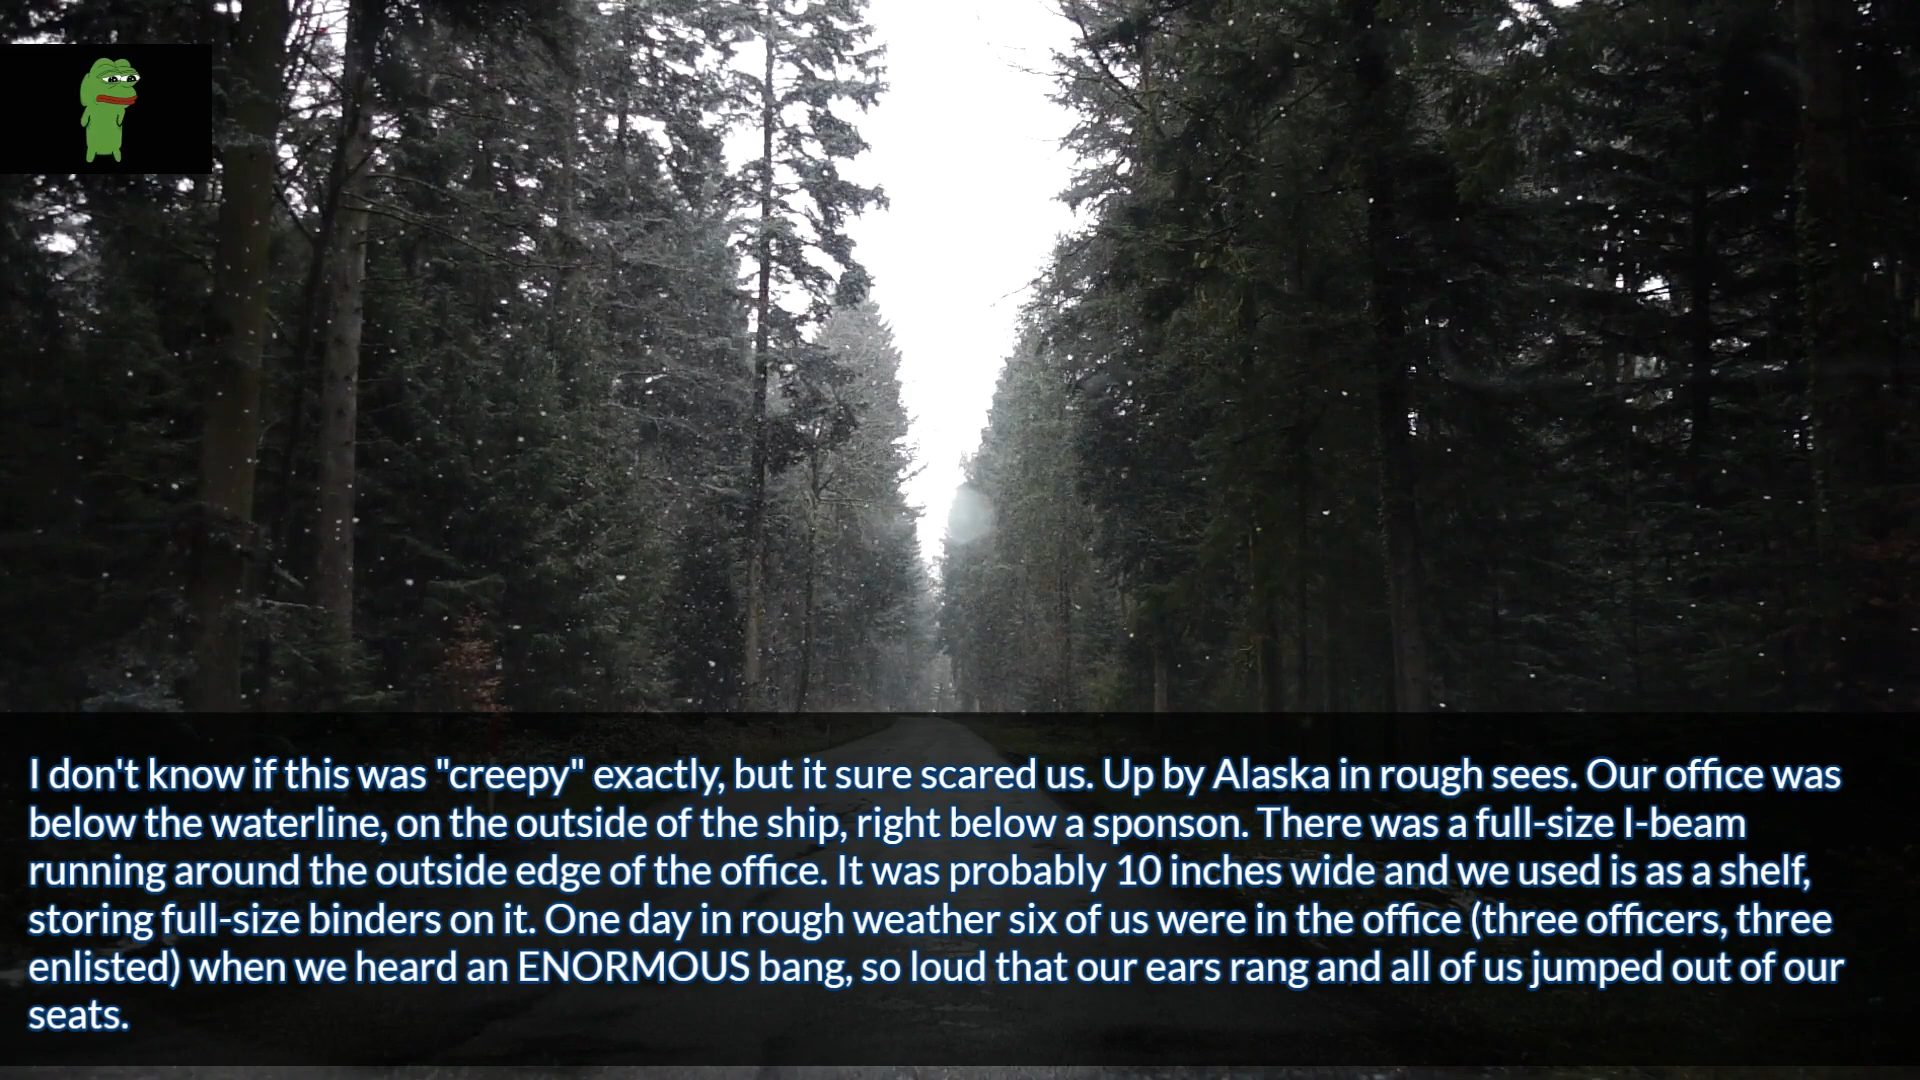 I don't know if this was "creepy" exactly, but it sure scared us. Up by Alaska in rough sees. Our office was
below the waterline, on the outside of the ship, right below a sponson. There was a full-size I-beam
running around the outside edge of the office. It was probably 10 inches wide and we used is as a shelf,
storing full-size binders on it. One day in rough weather six of us were in the office (three officers, three
enlisted) when we heard an ENORMOUS bang, so loud that our ears rang and all of us jumped out of our
seats.